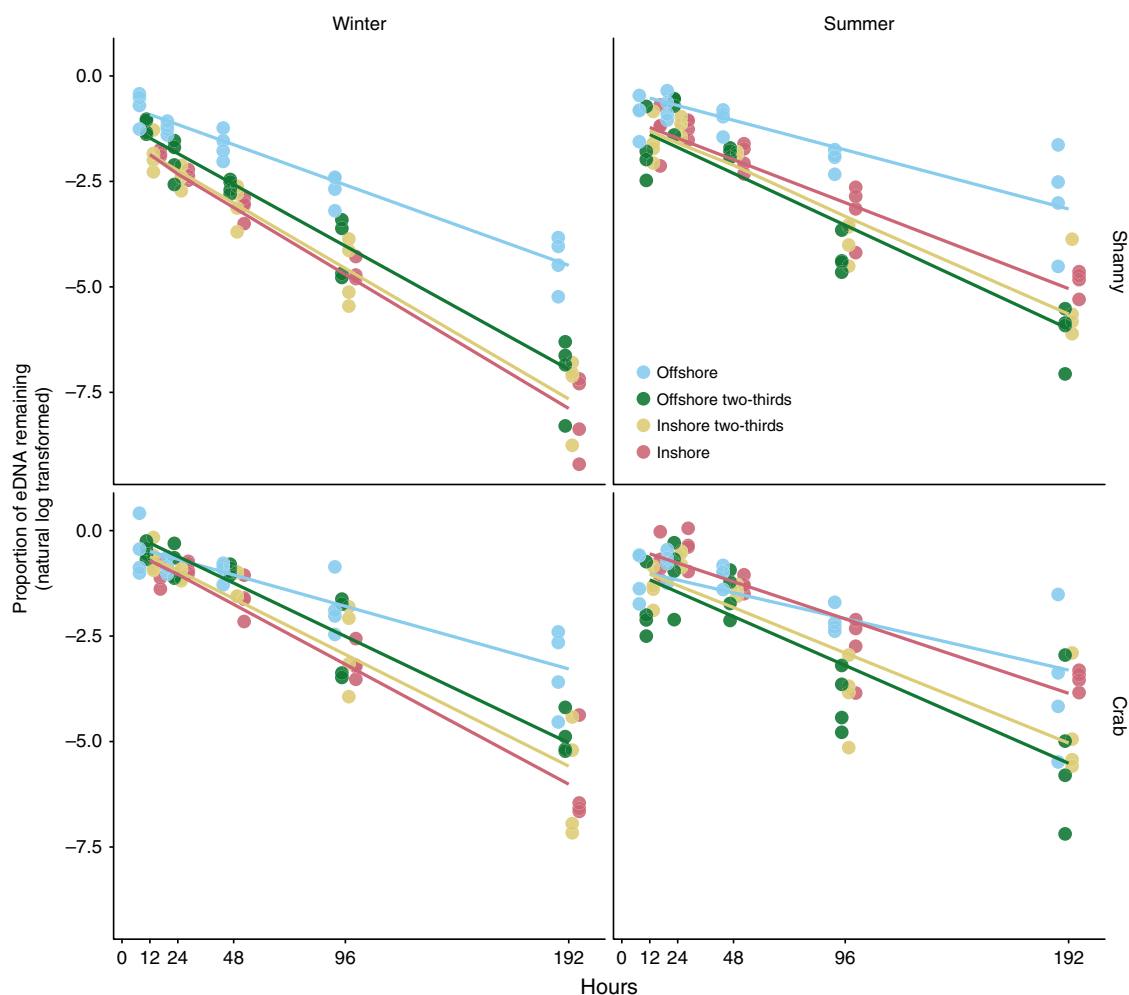 Winter
Summer
0.0
−2.5
−5.0
−7.5
Shanny
Offshore
Offshore two-thirds
Inshore two-thirds
Inshore
Proportion of eDNA remaining
(natural log transformed)
0.0
−2.5
−5.0
−7.5
Crab
0 12 24 48 96 192
0 12 24 48 96 192
Hours